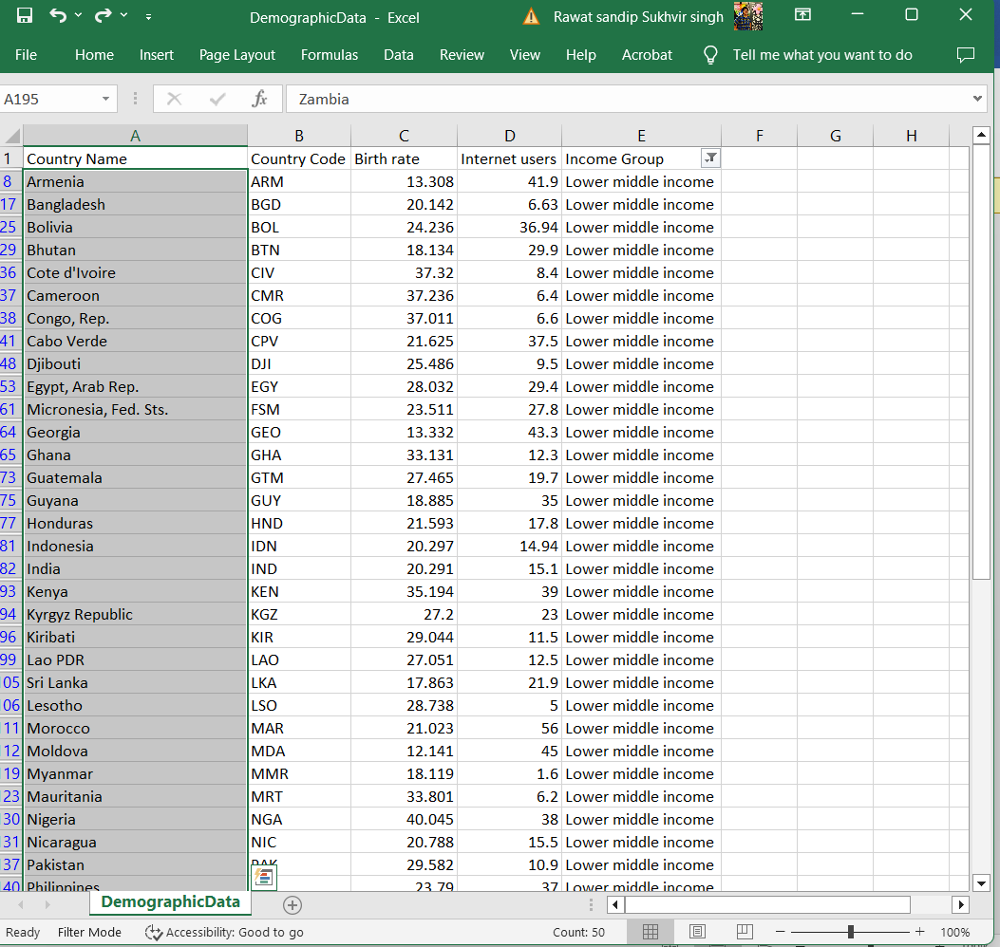 DemographicData - Excel
Rawat sandip Sukhvir singh
File Home Insert Page Layout Formulas Data Review View Help Acrobat Tell me what you want to do
A195 fx Zambia
A B C D E F G H
1 Country Name Country Code Birth rate Internet users Income Group
8 Armenia ARM 13.308 41.9 Lower middle income
17 Bangladesh BGD 20.142 6.63 Lower middle income
25 Bolivia BOL 24.236 36.94 Lower middle income
29 Bhutan BTN 18.134 29.9 Lower middle income
36 Cote d'Ivoire CIV 37.32 8.4 Lower middle income
37 Cameroon CMR 37.236 6.4 Lower middle income
38 Congo, Rep. COG 37.011 6.6 Lower middle income
41 Cabo Verde CPV 21.625 37.5 Lower middle income
48 Djibouti DJI 25.486 9.5 Lower middle income
53 Egypt, Arab Rep. EGY 28.032 29.4 Lower middle income
61 Micronesia, Fed. Sts. FSM 23.511 27.8 Lower middle income
64 Georgia GEO 13.332 43.3 Lower middle income
65 Ghana GHA 33.131 12.3 Lower middle income
73 Guatemala GTM 27.465 19.7 Lower middle income
75 Guyana GUY 18.885 35 Lower middle income
77 Honduras HND 21.593 17.8 Lower middle income
81 Indonesia IDN 20.297 14.94 Lower middle income
82 India IND 20.291 15.1 Lower middle income
93 Kenya KEN 35.194 39 Lower middle income
94 Kyrgyz Republic KGZ 27.2 23 Lower middle income
96 Kiribati KIR 29.044 11.5 Lower middle income
99 Lao PDR LAO 27.051 12.5 Lower middle income
105 Sri Lanka LKA 17.863 21.9 Lower middle income
106 Lesotho LSO 28.738 5 Lower middle income
111 Morocco MAR 21.023 56 Lower middle income
112 Moldova MDA 12.141 45 Lower middle income
119 Myanmar MMR 18.119 1.6 Lower middle income
123 Mauritania MRT 33.801 6.2 Lower middle income
130 Nigeria NGA 40.045 38 Lower middle income
131 Nicaragua NIC 20.788 15.5 Lower middle income
137 Pakistan PAK 29.582 10.9 Lower middle income
140 Philippines 23.79 37 Lower middle income
DemographicData
Ready Filter Mode Accessibility: Good to go Count: 50 100%